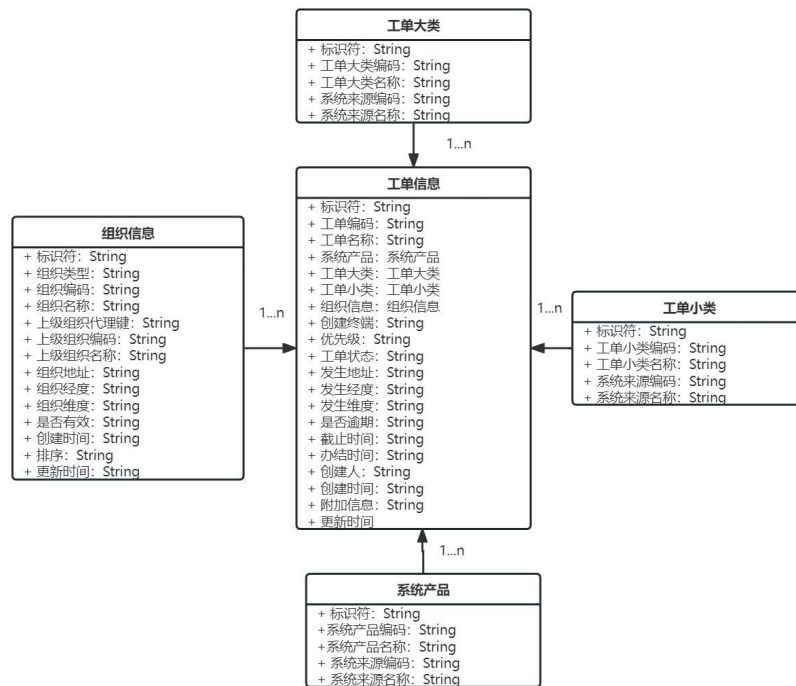 工单大类
+ 标识符：String
+ 工单大类编码：String
+ 工单大类名称：String
+ 系统来源编码：String
+ 系统来源名称：String
1...n
工单信息
+ 标识符：String
+ 工单编码：String
+ 工单名称：String
+ 系统产品：系统产品
+ 工单大类：工单大类
+ 工单小类：工单小类
+ 组织信息：组织信息
+ 创建终端：String
+ 优先级：String
+ 工单状态：String
+ 发生地址：String
+ 发生经度：String
+ 发生维度：String
+ 是否逾期：String
+ 截止时间：String
+ 办结时间：String
+ 创建人：String
+ 创建时间：String
+ 附加信息：String
+ 更新时间
组织信息
+ 标识符：String
+ 组织类型：String
+ 组织编码：String
+ 组织名称：String
+ 上级组织代理键：String
+ 上级组织编码：String
+ 上级组织名称：String
+ 组织地址：String
+ 组织经度：String
+ 组织维度：String
+ 是否有效：String
+ 创建时间：String
+ 排序：String
+ 更新时间：String
1...n
1...n
工单小类
+ 标识符：String
+ 工单小类编码：String
+ 工单小类名称：String
+ 系统来源编码：String
+ 系统来源名称：String
1...n
系统产品
+ 标识符：String
+系统产品编码：String
+系统产品名称：String
+ 系统来源编码：String
+ 系统来源名称：String